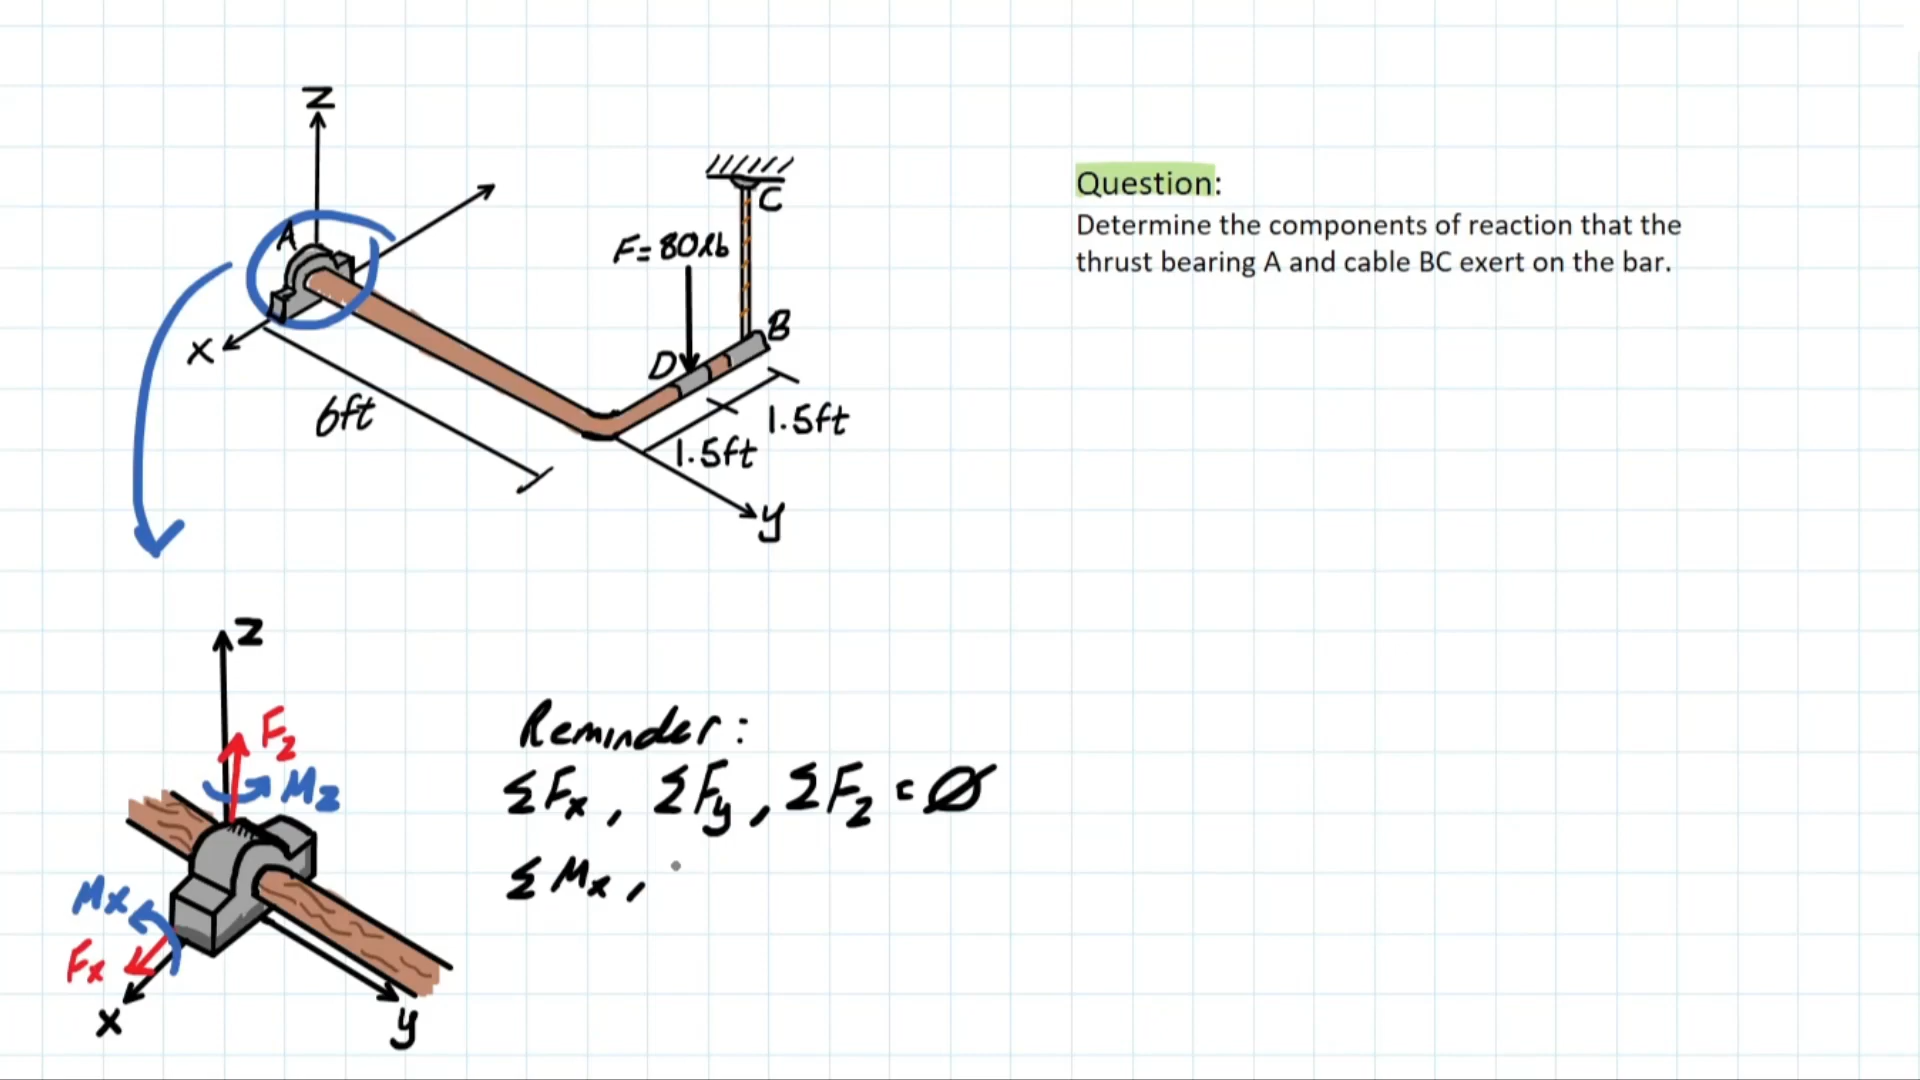 Question:
Determine the components of reaction that the
thrust bearing A and cable BC exert on the bar.
z
A
x
6ft
F=80lb
C
B
D
1.5ft
1.5ft
y
z
Fz
Mz
Mx
Fx
x
y
Reminder:
ΣFx, ΣFy, ΣFz = Ø
ΣMx,